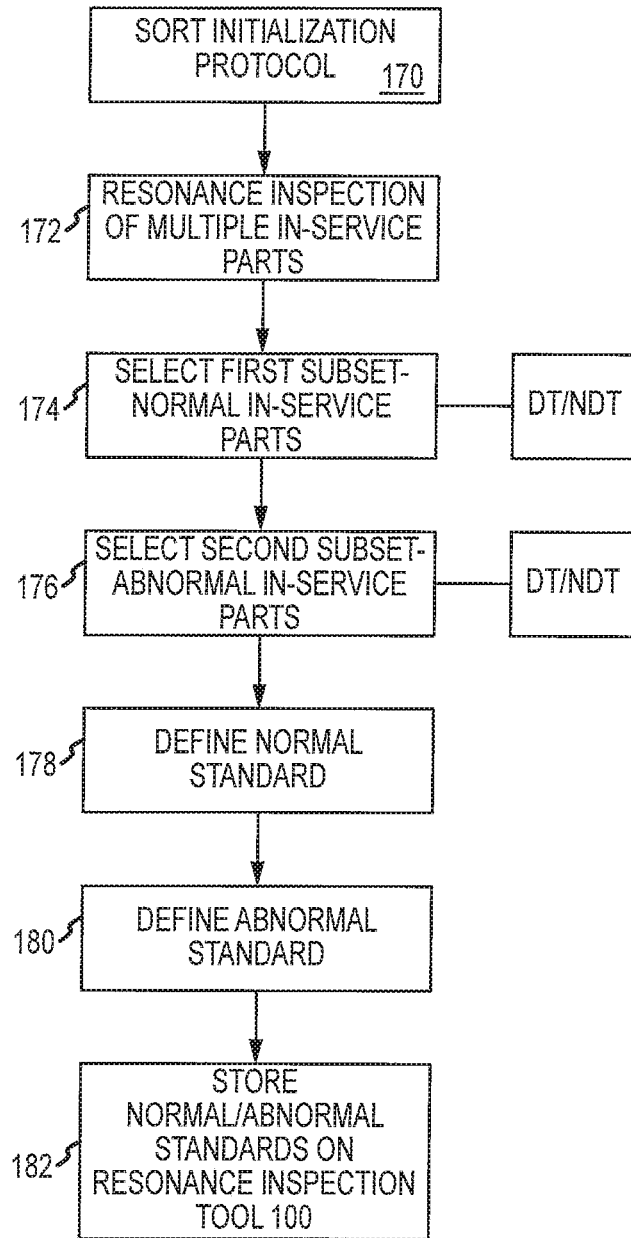 SORT INITIALIZATION
PROTOCOL
170
172
RESONANCE INSPECTION
OF MULTIPLE IN-SERVICE
PARTS
174
SELECT FIRST SUBSET-
NORMAL IN-SERVICE
PARTS
DT/NDT
176
SELECT SECOND SUBSET-
ABNORMAL IN-SERVICE
PARTS
DT/NDT
178
DEFINE NORMAL
STANDARD
180
DEFINE ABNORMAL
STANDARD
182
STORE
NORMAL/ABNORMAL
STANDARDS ON
RESONANCE INSPECTION
TOOL 100